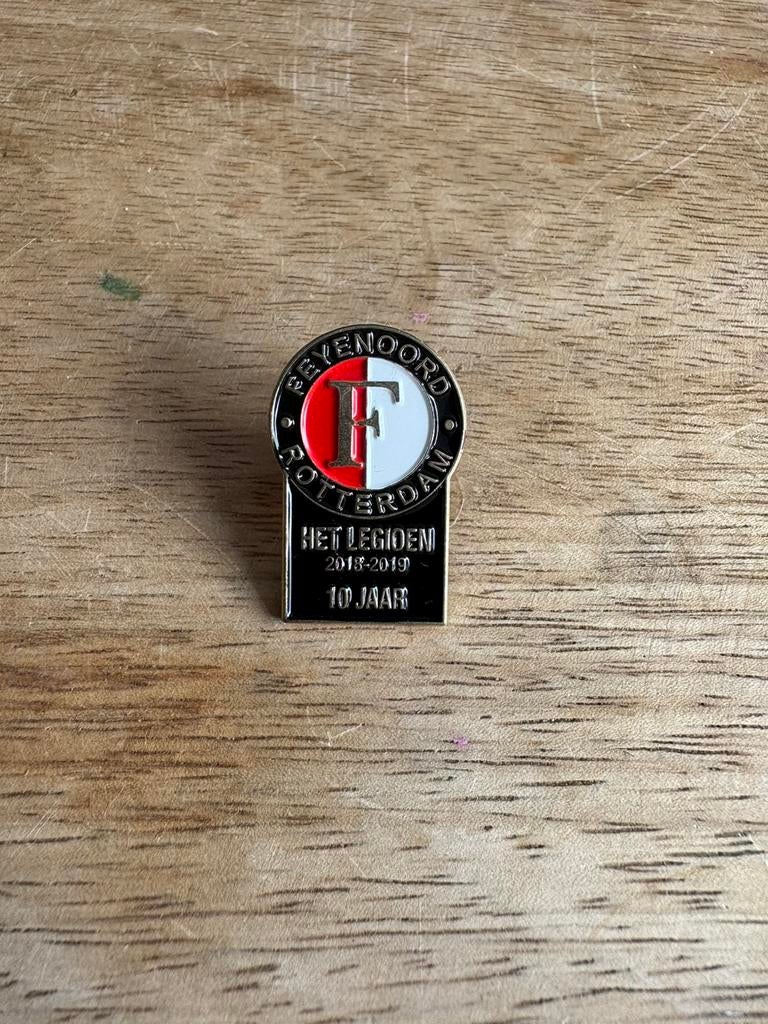 FEYENOORD
F
ROTTERDAM
HET LEGIOEN
2018-2019
10 JAAR